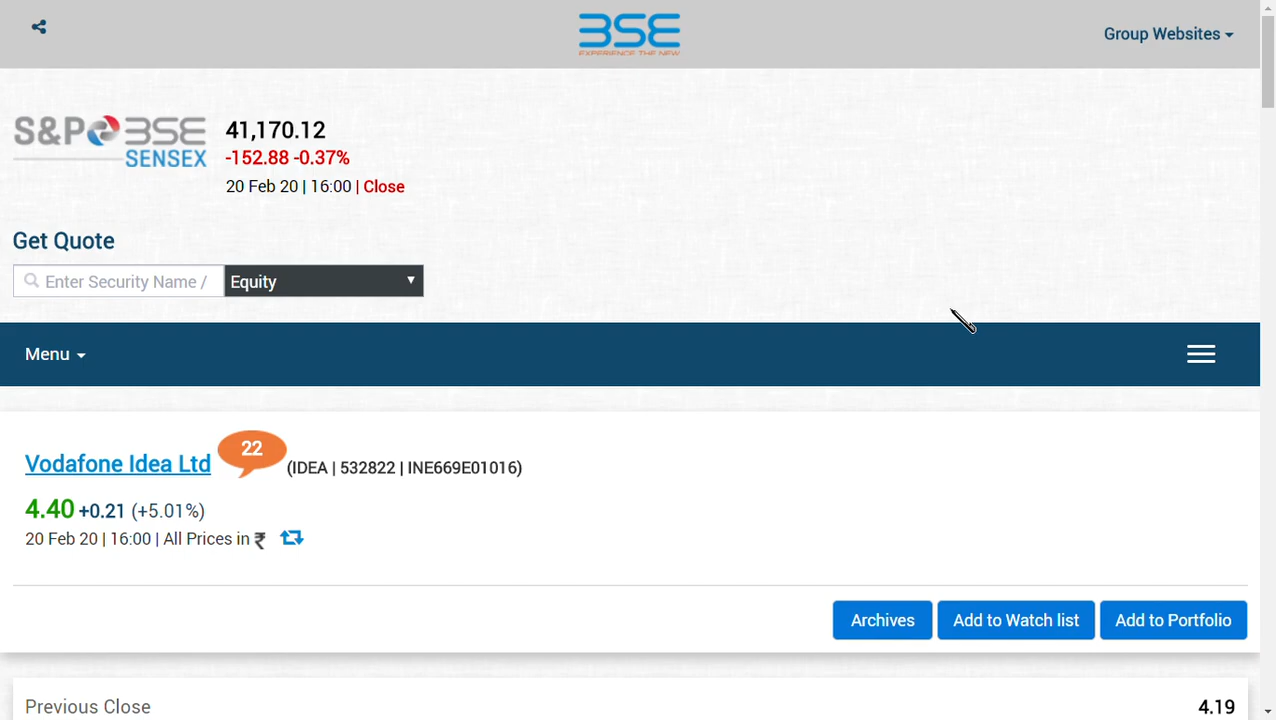 BSE
EXPERIENCE THE NEW
Group Websites
S&P BSE
SENSEX
41,170.12
-152.88 -0.37%
20 Feb 20 | 16:00 | Close
Get Quote
Enter Security Name /
Equity
Menu
Vodafone Idea Ltd 22 (IDEA | 532822 | INE669E01016)
4.40 +0.21 (+5.01%)
20 Feb 20 | 16:00 | All Prices in ₹
Archives Add to Watch list Add to Portfolio
Previous Close 4.19